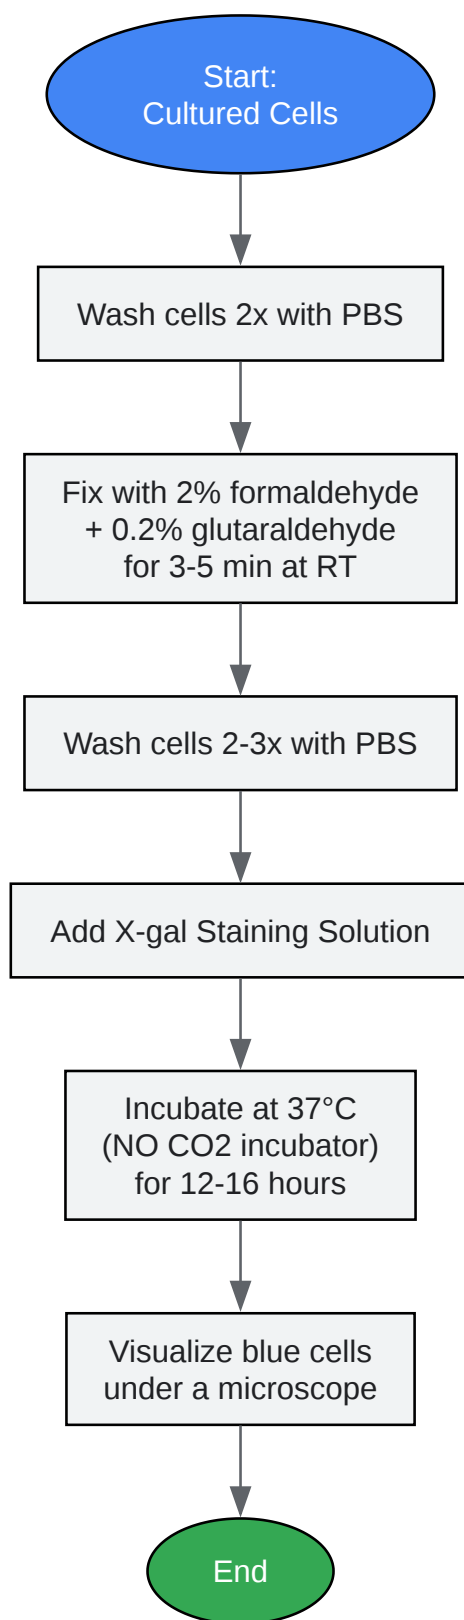 Start:
Cultured Cells
Wash cells 2x with PBS
Fix with 2% formaldehyde
+ 0.2% glutaraldehyde
for 3-5 min at RT
Wash cells 2-3x with PBS
Add X-gal Staining Solution
Incubate at 37°C
(NO CO2 incubator)
for 12-16 hours
Visualize blue cells
under a microscope
End